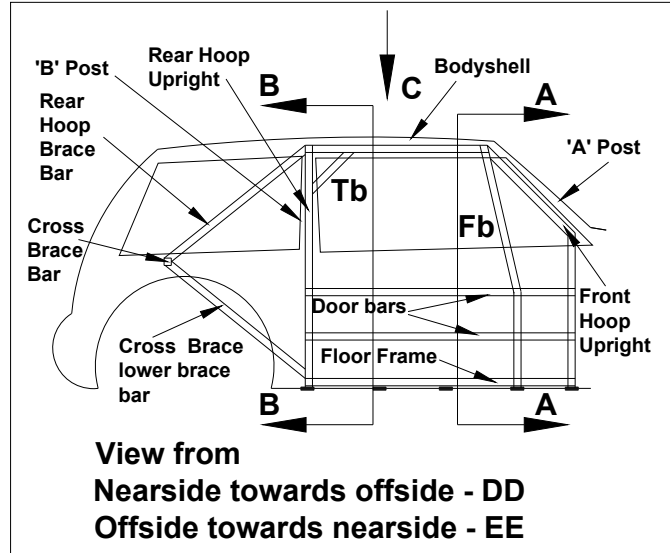 'B' Post
Rear Hoop
Upright
B
C
Bodyshell
A
Rear
Hoop
Brace
Bar
'A' Post
Tb
Fb
Cross
Brace
Bar
Door bars
Front
Hoop
Upright
Cross Brace
lower brace
bar
Floor Frame
B
A
View from
Nearside towards offside - DD
Offside towards nearside - EE